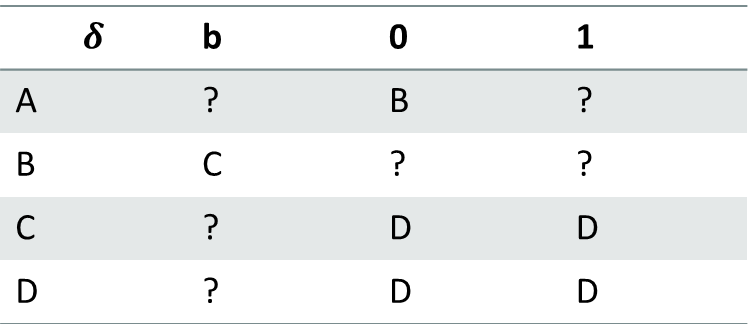 δ b 0 1
A ? B ?
B C ? ?
C ? D D
D ? D D